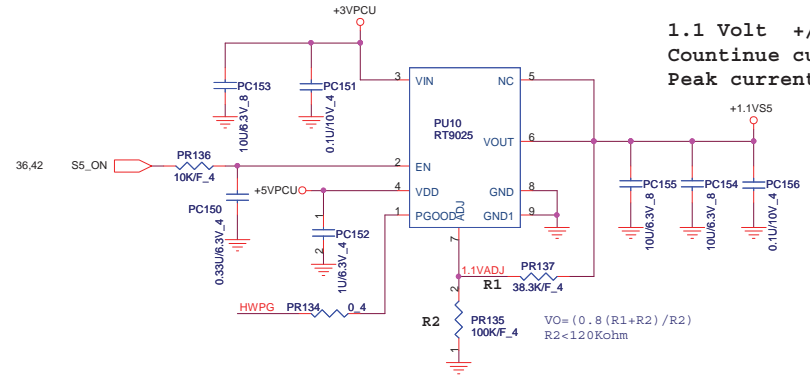 +3VPCU
1.1 Volt +/
Countinue cu
Peak current
PC153
10U/6.3V_8
PC151
0.1U/10V_4
3
VIN
NC
5
PU10
RT9025
VOUT
6
+1.1VS5
36,42
S5_ON
PR136
10K/F_4
2
EN
PC150
0.33U/6.3V_4
+5VPCU
4
VDD
GND
8
1
PGOOD
ADJ
GND1
9
7
1
PC152
1U/6.3V_4
2
PC155
10U/6.3V_8
PC154
10U/6.3V_8
PC156
0.1U/10V_4
1.1VADJ
R1
PR137
38.3K/F_4
HWPG
PR134
0_4
R2
2
PR135
100K/F_4
1
VO=(0.8(R1+R2)/R2)
R2<120Kohm